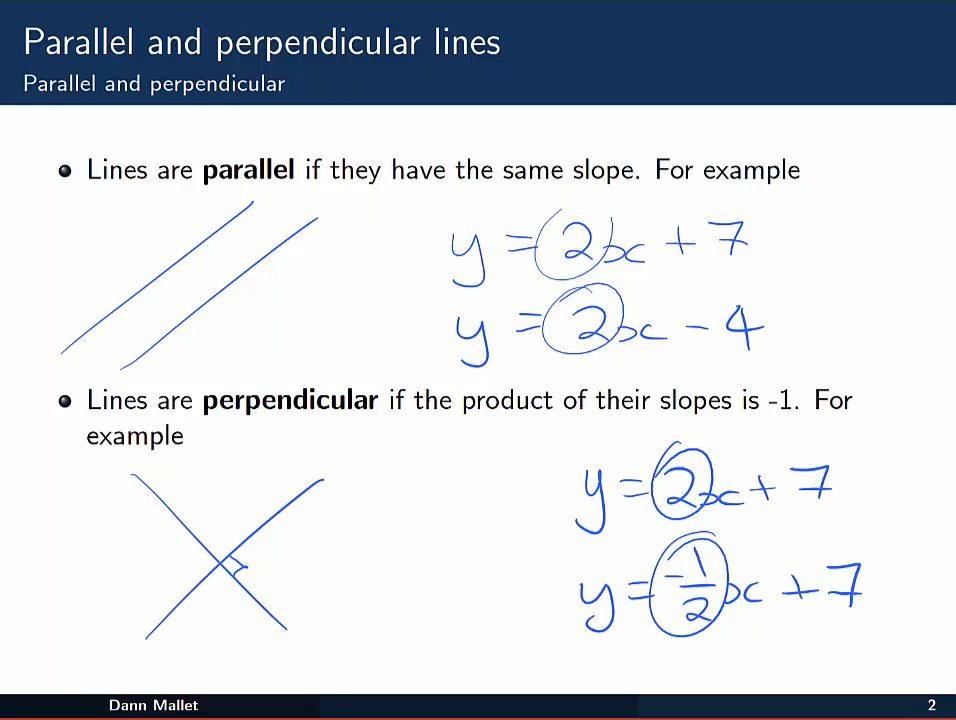 Parallel and perpendicular lines
Parallel and perpendicular
Lines are parallel if they have the same slope. For example
y = 2x + 7
y = 2x - 4
Lines are perpendicular if the product of their slopes is -1. For
example
y = 2x + 7
y = -1/2 x + 7
Dann Mallet
2